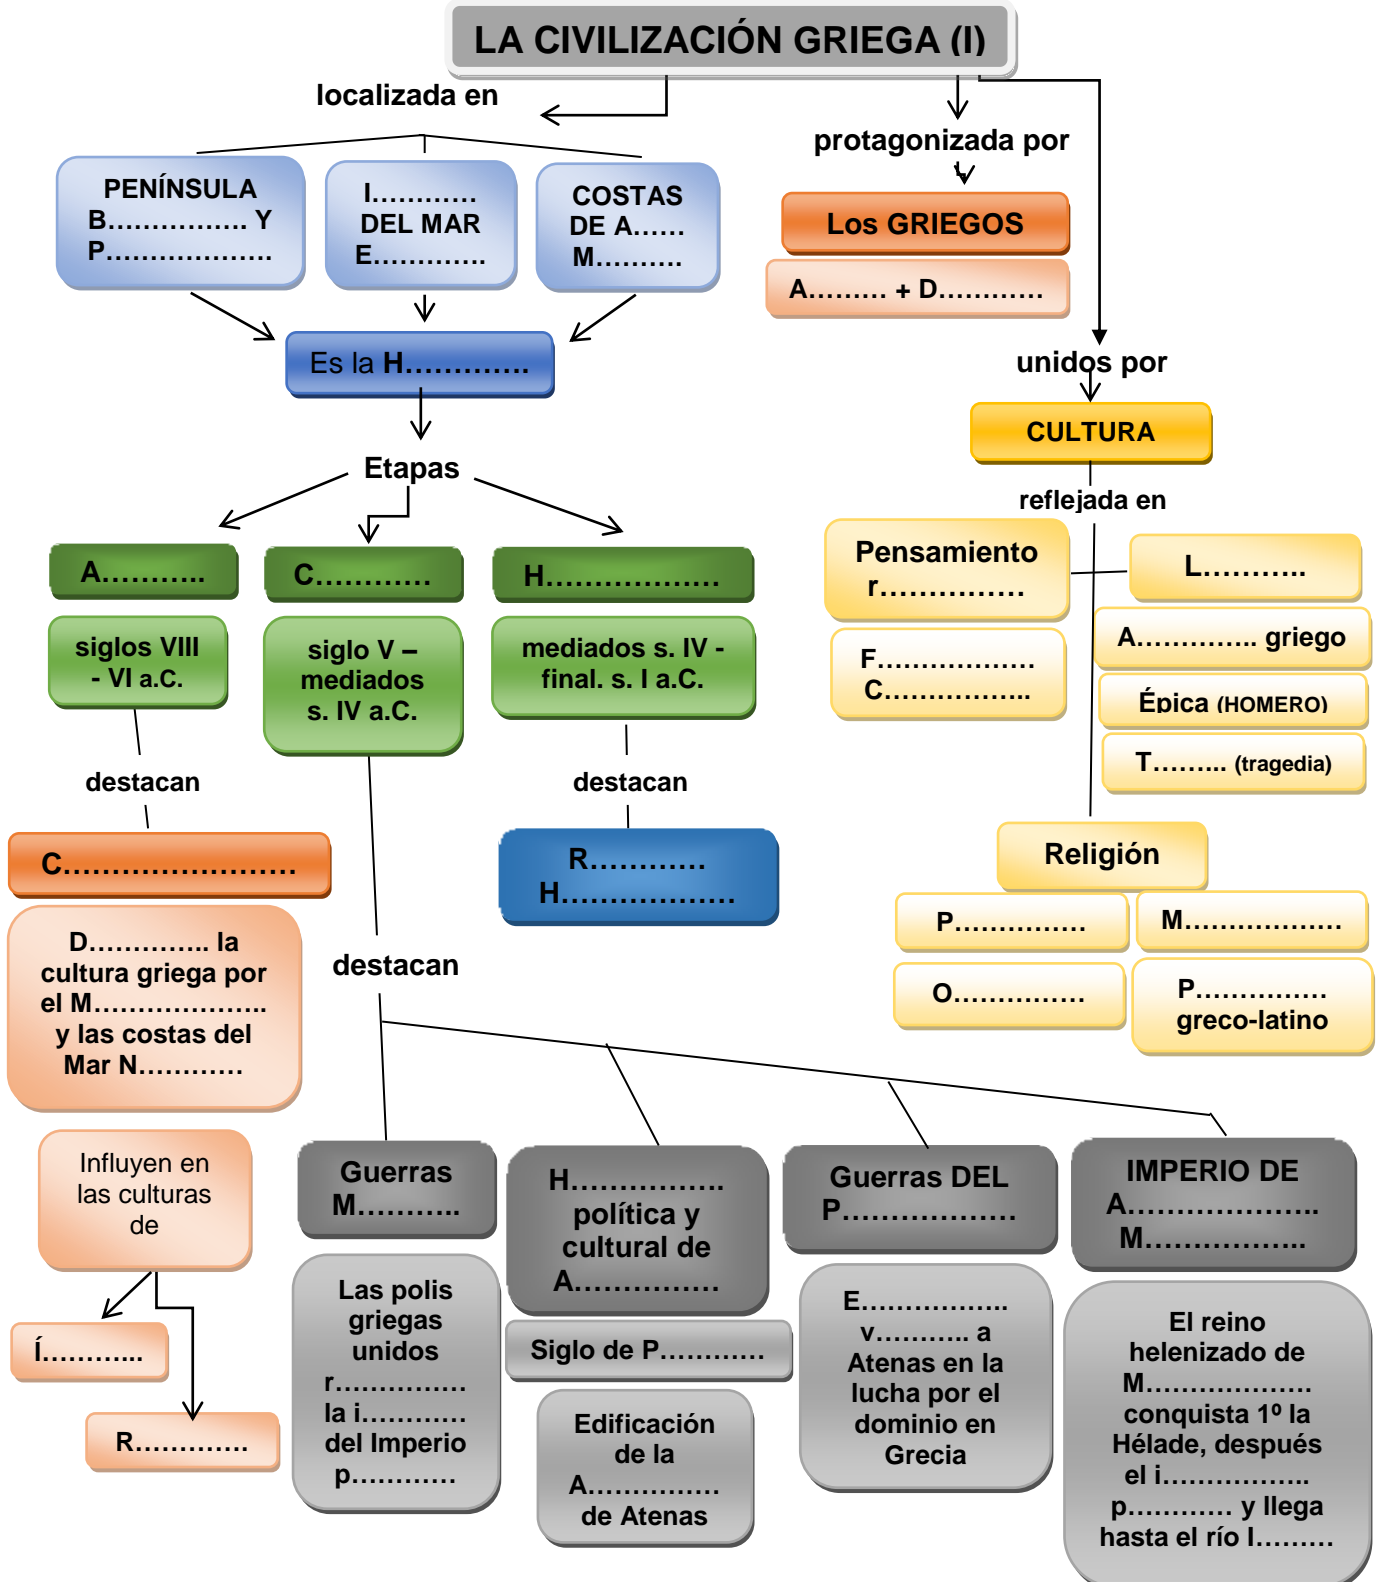 LA CIVILIZACIÓN GRIEGA (I)
localizada en
protagonizada por
PENÍNSULA
B................ Y
P...................
I............
DEL MAR
E.............
COSTAS
DE A......
M..........
Los GRIEGOS
A......... + D............
Es la H..............
unidos por
CULTURA
Etapas
reflejada en
A...........
C............
H.................
Pensamiento
r...............
L...........
siglos VIII
- VI a.C.
siglo V –
mediados
s. IV a.C.
mediados s. IV -
final. s. I a.C.
F..................
C................
A.............. griego
Épica (HOMERO)
T......... (tragedia)
destacan
destacan
C........................
R............
H...................
Religión
P...............
M.................
O...............
P...............
greco-latino
D.............. la
cultura griega por
el M....................
y las costas del
Mar N............
destacan
Influyen en
las culturas
de
Í............
R.............
Guerras
M...........
H................
política y
cultural de
A...............
Guerras DEL
P..................
IMPERIO DE
A.....................
M.................
Las polis
griegas
unidos
r...............
la i............
del Imperio
p............
Siglo de P............
Edificación
de la
A...............
de Atenas
E.................
v........... a
Atenas en la
lucha por el
dominio en
Grecia
El reino
helenizado de
M..................
conquista 1º la
Hélade, después
el i.................
p............ y llega
hasta el río I.........